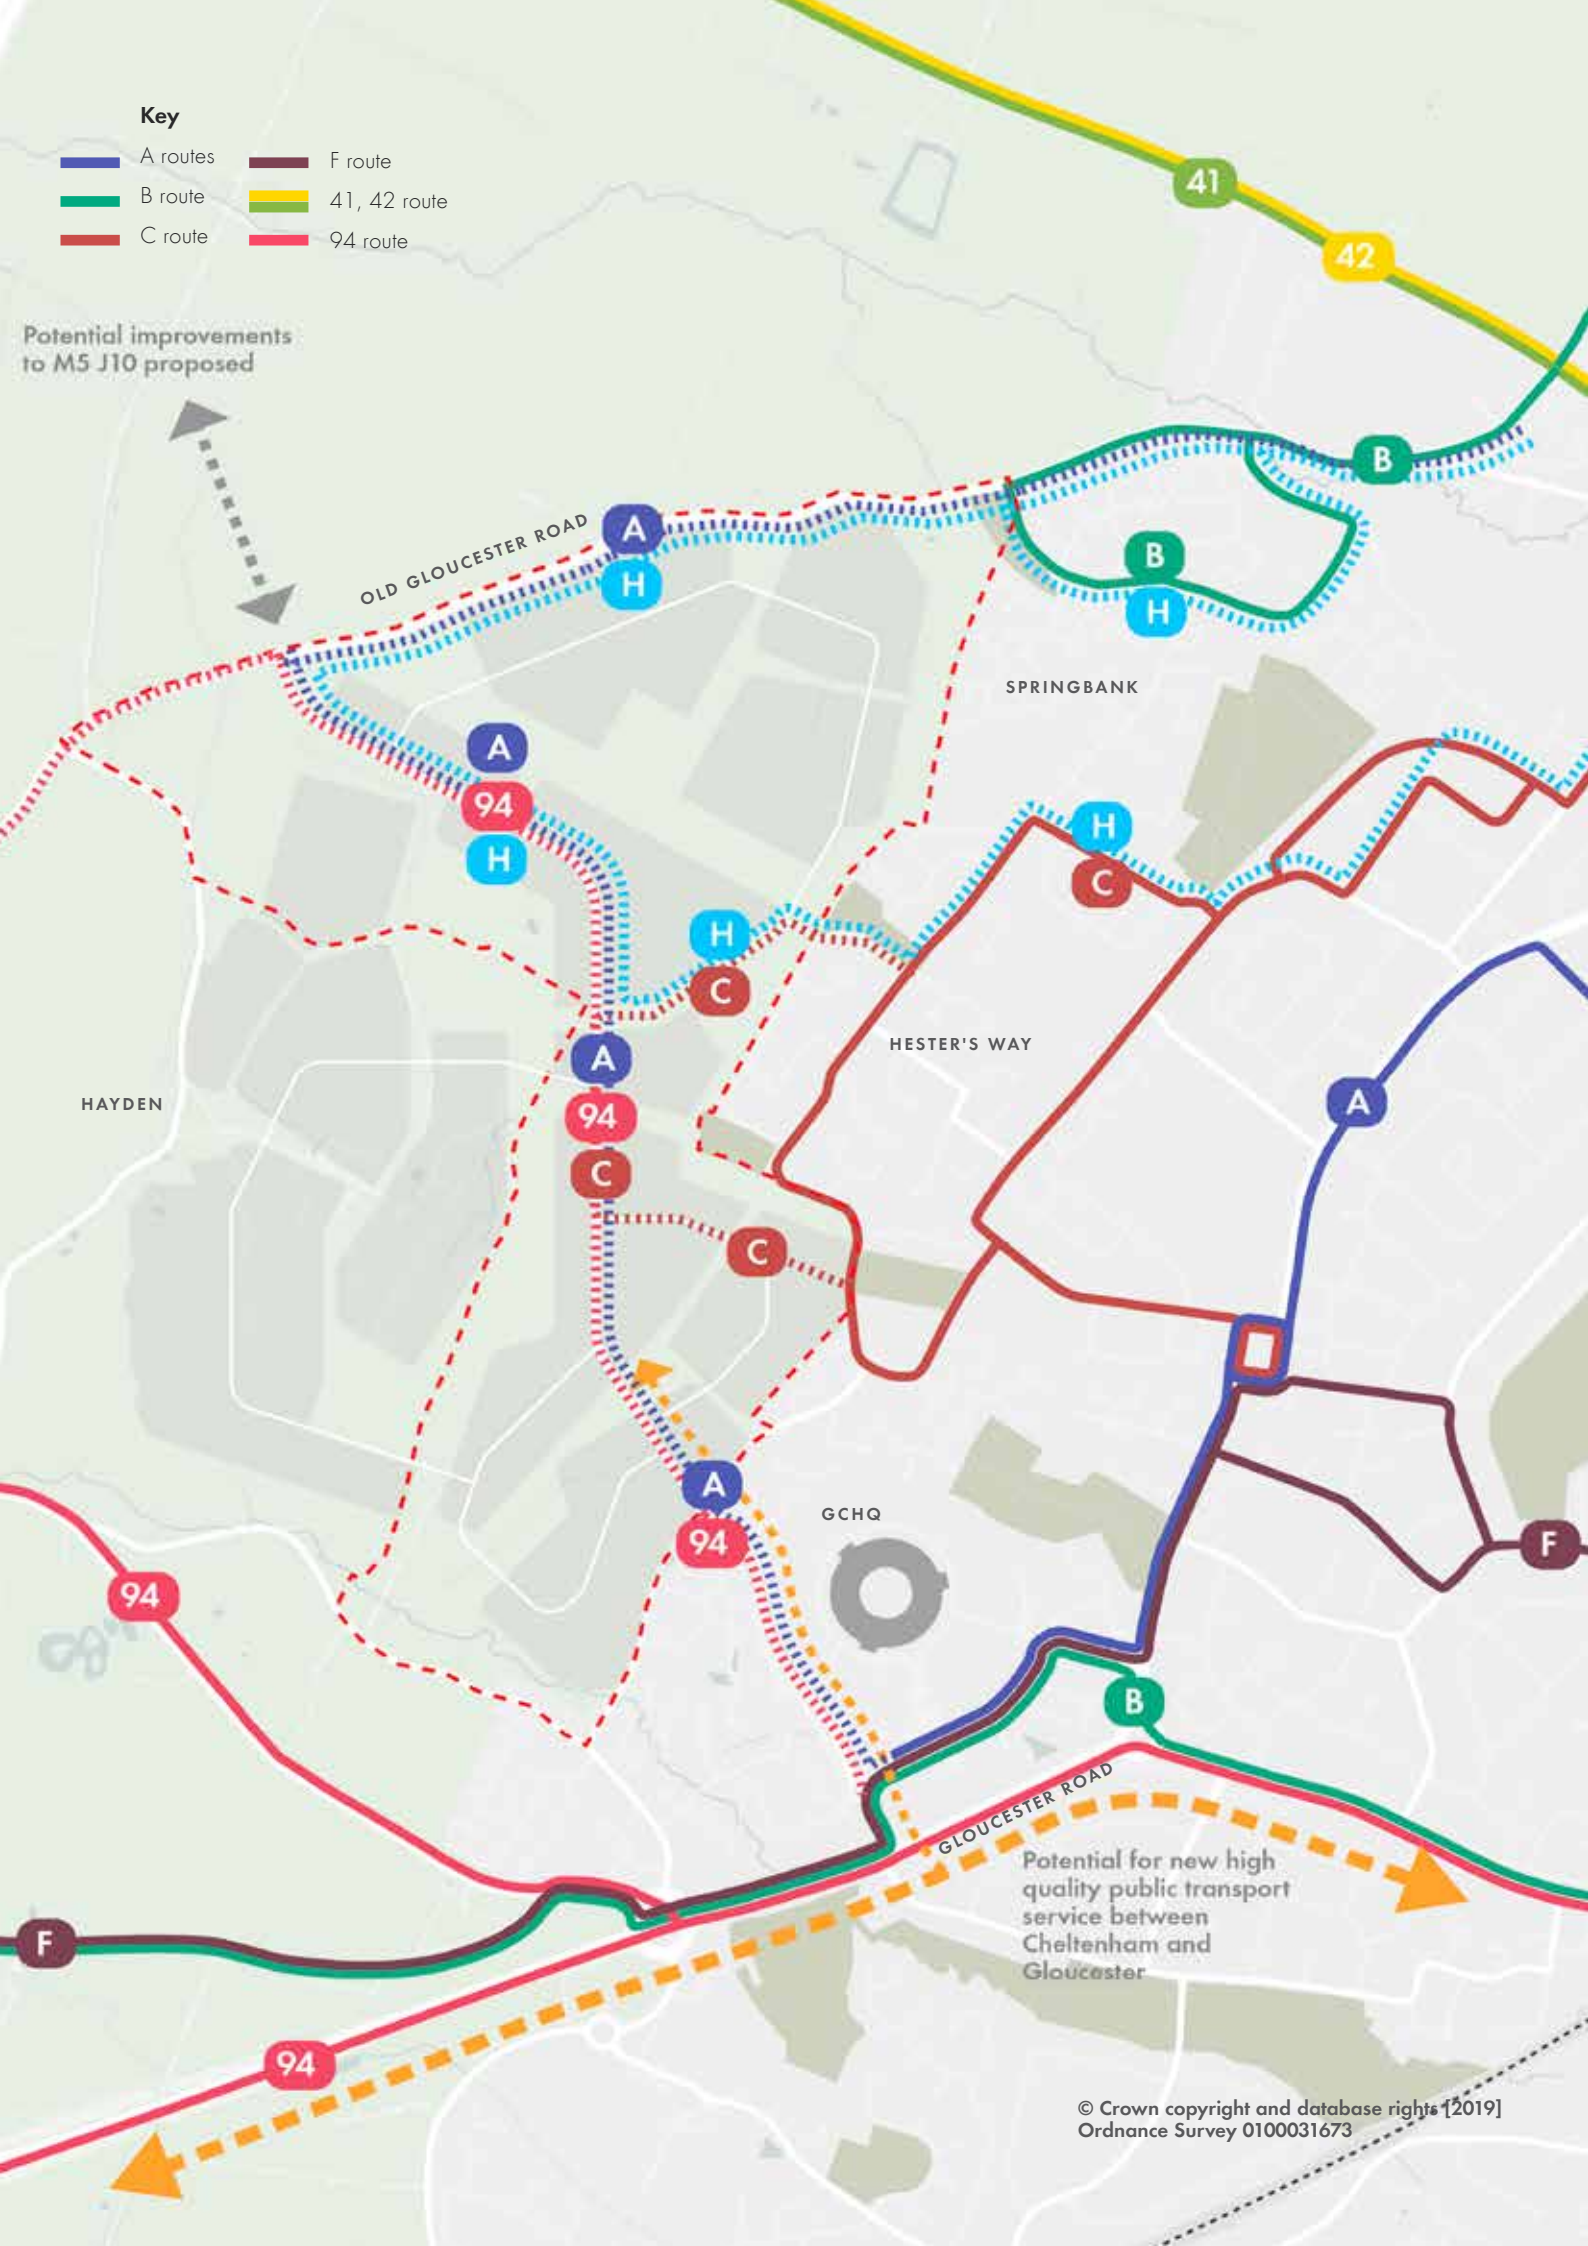 Key
A routes
B route
C route
F route
41, 42 route
94 route
41
42
Potential improvements
to M5 J10 proposed
B
OLD GLOUCESTER ROAD
A
H
B
H
SPRINGBANK
A
94
H
H
C
H
C
HESTER'S WAY
A
94
C
HAYDEN
A
C
A
94
GCHQ
F
94
B
GLOUCESTER ROAD
Potential for new high
quality public transport
service between
Cheltenham and
Gloucester
F
94
© Crown copyright and database rights [2019]
Ordnance Survey 0100031673